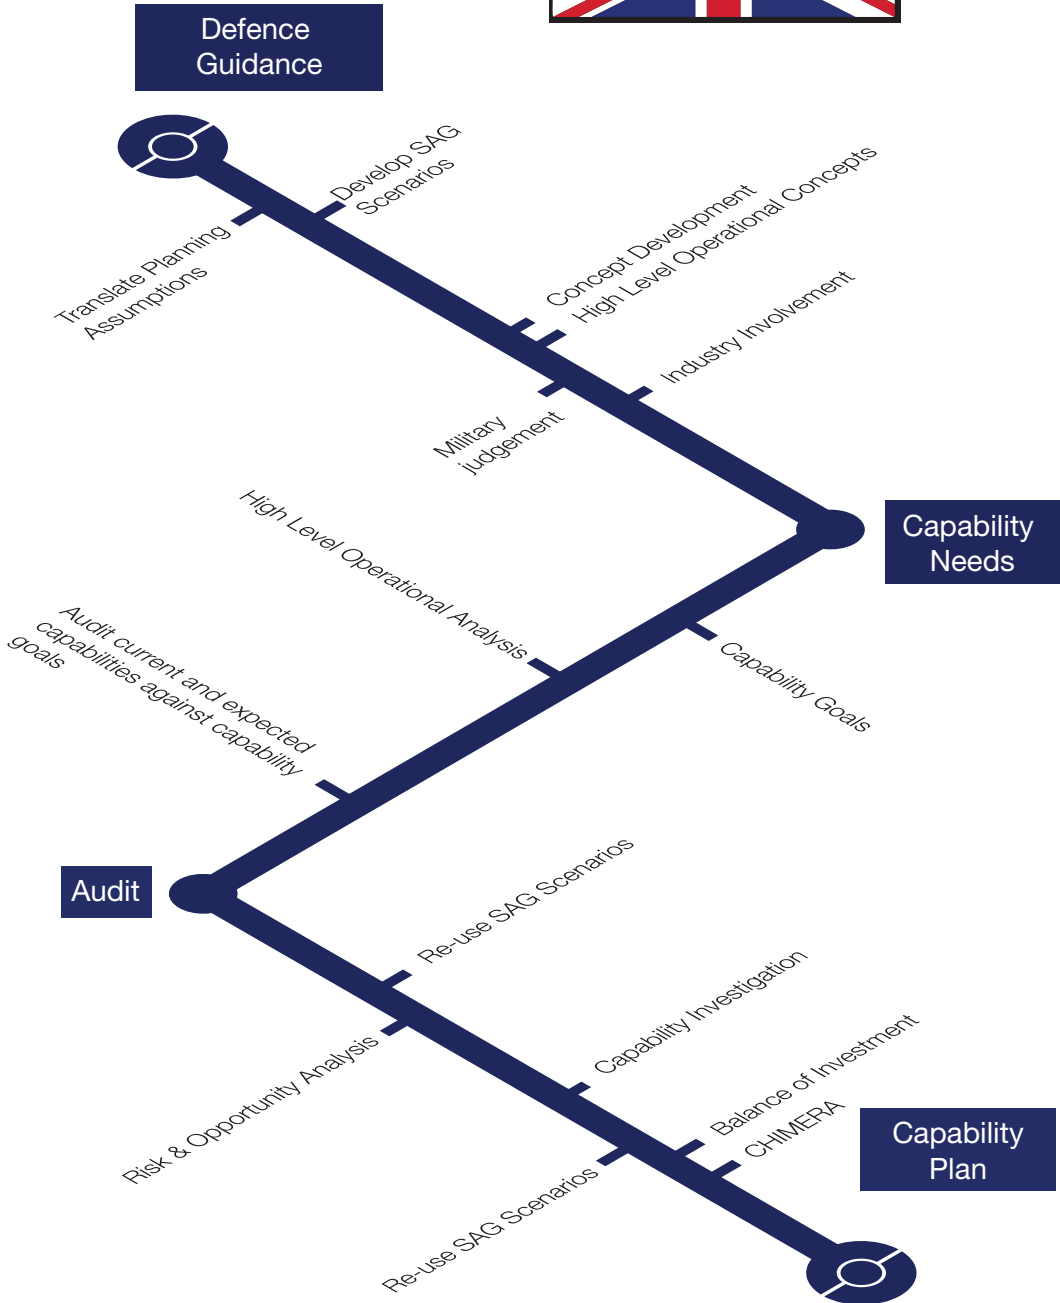 Defence
Guidance
Develop SAG
Scenarios
Translate Planning
Assumptions
Concept Development
High Level Operational Concepts
Industry Involvement
Military
judgement
Capability
Needs
High Level Operational Analysis
Capability Goals
Audit current and expected
capabilities against capability
goals
Audit
Re-use SAG Scenarios
Risk & Opportunity Analysis
Capability Investigation
Balance of Investment
CHIMERA
Re-use SAG Scenarios
Capability
Plan